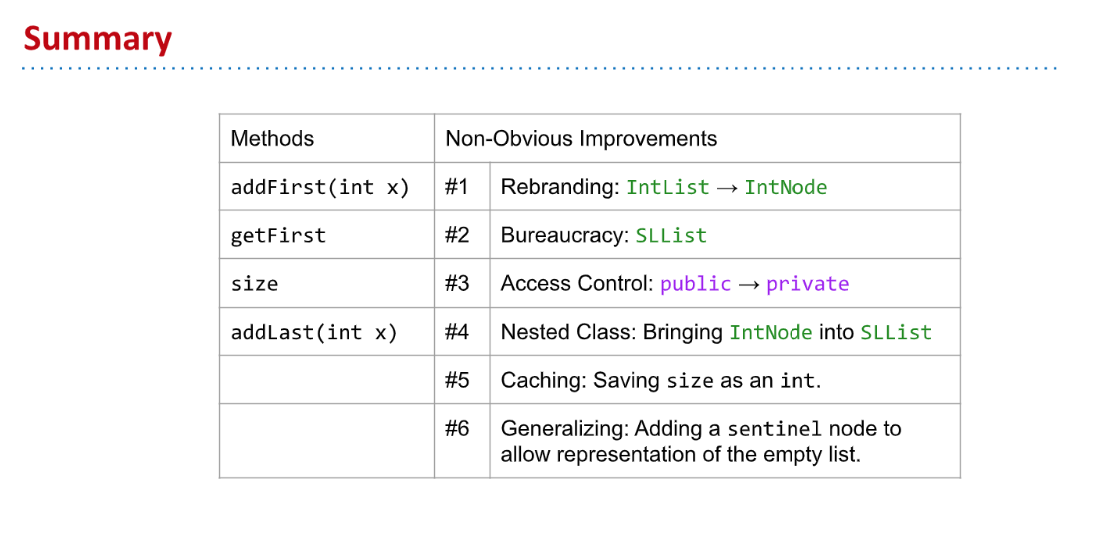 Summary
Methods Non-Obvious Improvements
addFirst(int x) #1 Rebranding: IntList → IntNode
getFirst #2 Bureaucracy: SLList
size #3 Access Control: public → private
addLast(int x) #4 Nested Class: Bringing IntNode into SLList
#5 Caching: Saving size as an int.
#6 Generalizing: Adding a sentinel node to
allow representation of the empty list.